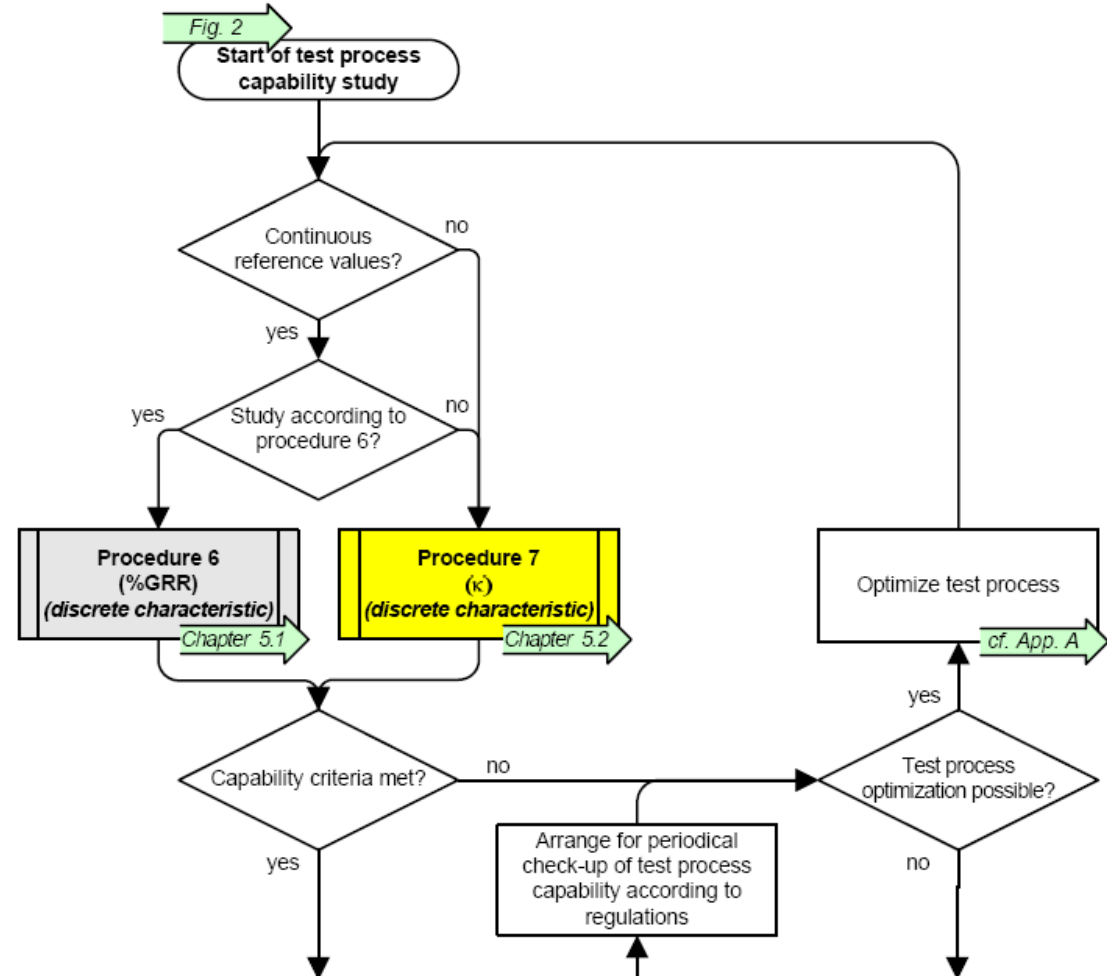 Fig. 2
Start of test process
capability study
Continuous
reference values?
no
yes
Study according to
procedure 6?
yes
no
Procedure 6
(%GRR)
(discrete characteristic)
Chapter 5.1
Procedure 7
(κ)
(discrete characteristic)
Chapter 5.2
Optimize test process
cf. App. A
yes
Capability criteria met?
no
Test process
optimization possible?
yes
Arrange for periodical
check-up of test process
capability according to
regulations
no